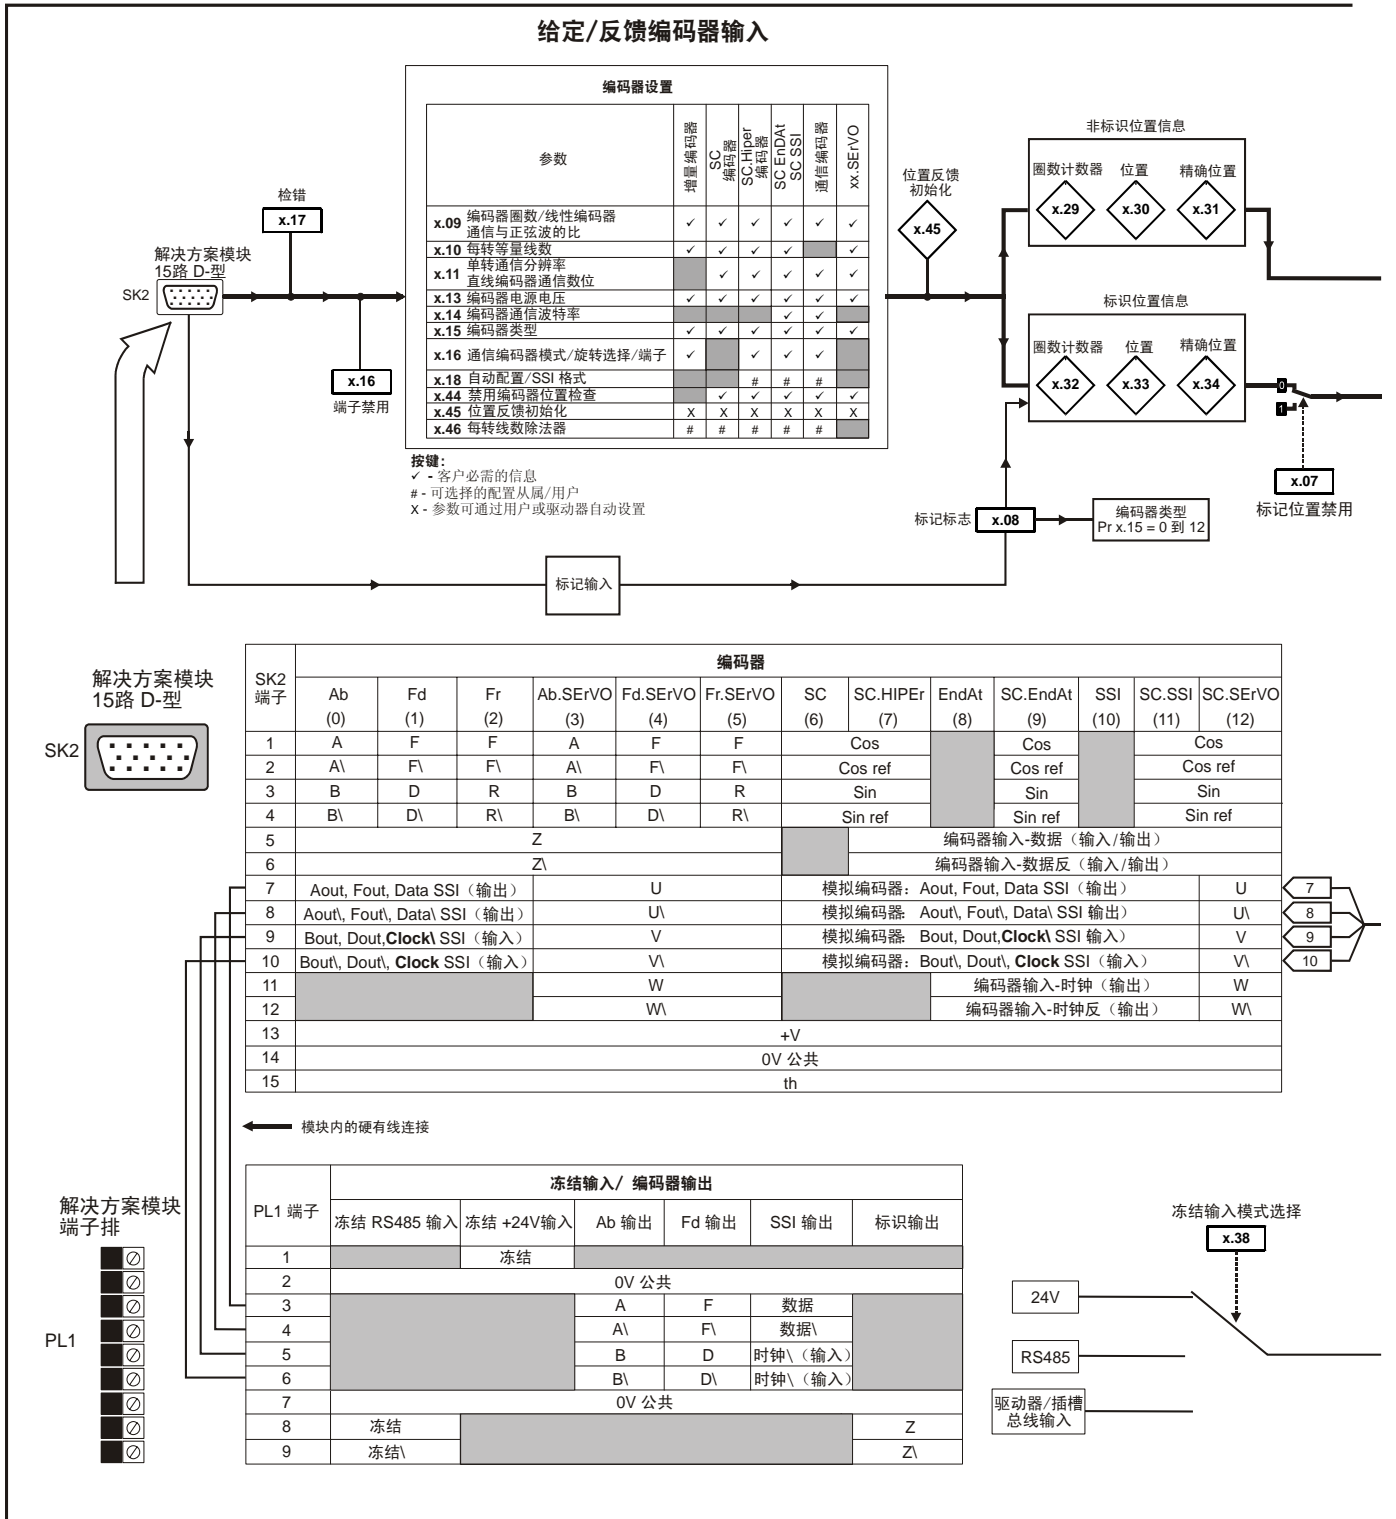 给定/反馈编码器输入
编码器设置
参数
增量编码器
SC
编码器
SC.Hiper
编码器
SC EnDAt
SC SSI
通信编码器
xx.SErVO
x.09 编码器圈数/线性编码器
通信与正弦波的比
✓ ✓ ✓ ✓ ✓ ✓
x.10 每转等量线数
✓ ✓ ✓ ✓ ✓
x.11 单转通信分辨率
直线编码器通信数位
✓ ✓ ✓ ✓ ✓
x.13 编码器电源电压
✓ ✓ ✓ ✓ ✓ ✓
x.14 编码器通信波特率
✓ ✓
x.15 编码器类型
✓ ✓ ✓ ✓ ✓ ✓
x.16 通信编码器模式/旋转选择/端子
✓ ✓ ✓ ✓
x.18 自动配置/SSI 格式
# # #
x.44 禁用编码器位置检查
✓ ✓ ✓ ✓ ✓
x.45 位置反馈初始化
X X X X X X
x.46 每转线数除法器
# # # # #
按键:
✓ - 客户必需的信息
# - 可选择的配置从属/用户
X - 参数可通过用户或驱动器自动设置
检错
x.17
解决方案模块
15路 D-型
SK2
x.16
端子禁用
位置反馈
初始化
x.45
非标识位置信息
圈数计数器 位置 精确位置
x.29 x.30 x.31
标识位置信息
圈数计数器 位置 精确位置
x.32 x.33 x.34
0
1
x.07
标记位置禁用
标记标志
x.08
编码器类型
Pr x.15 = 0 到 12
标记输入
解决方案模块
15路 D-型
SK2
SK2
端子
编码器
Ab Fd Fr Ab.SErVO Fd.SErVO Fr.SErVO SC SC.HIPEr EndAt SC.EndAt SSI SC.SSI SC.SErVO
(0) (1) (2) (3) (4) (5) (6) (7) (8) (9) (10) (11) (12)
1 A F F A F F Cos Cos Cos
2 A\ F\ F\ A\ F\ F\ Cos ref Cos ref Cos ref
3 B D R B D R Sin Sin Sin
4 B\ D\ R\ B\ D\ R\ Sin ref Sin ref Sin ref
5 Z 编码器输入-数据（输入/输出）
6 Z\ 编码器输入-数据反（输入/输出）
7 Aout, Fout, Data SSI（输出） U 模拟编码器: Aout, Fout, Data SSI（输出） U
8 Aout\, Fout\, Data\ SSI（输出） U\ 模拟编码器: Aout\, Fout\, Data\ SSI 输出） U\
9 Bout, Dout,Clock\ SSI（输入） V 模拟编码器: Bout, Dout,Clock\ SSI 输入） V
10 Bout\, Dout\, Clock SSI（输入） V\ 模拟编码器: Bout\, Dout\, Clock SSI（输入） V\
11 W 编码器输入-时钟（输出） W
12 W\ 编码器输入-时钟反（输出） W\
13 +V
14 0V 公共
15 th
7
8
9
10
模块内的硬有线连接
解决方案模块
端子排
PL1
PL1 端子
冻结输入/ 编码器输出
冻结 RS485 输入 冻结 +24V输入 Ab 输出 Fd 输出 SSI 输出 标识输出
1 冻结
2 0V 公共
3 A F 数据
4 A\ F\ 数据\
5 B D 时钟\（输入）
6 B\ D\ 时钟\（输入）
7 0V 公共
8 冻结 Z
9 冻结\ Z\
冻结输入模式选择
x.38
24V
RS485
驱动器/插槽
总线输入